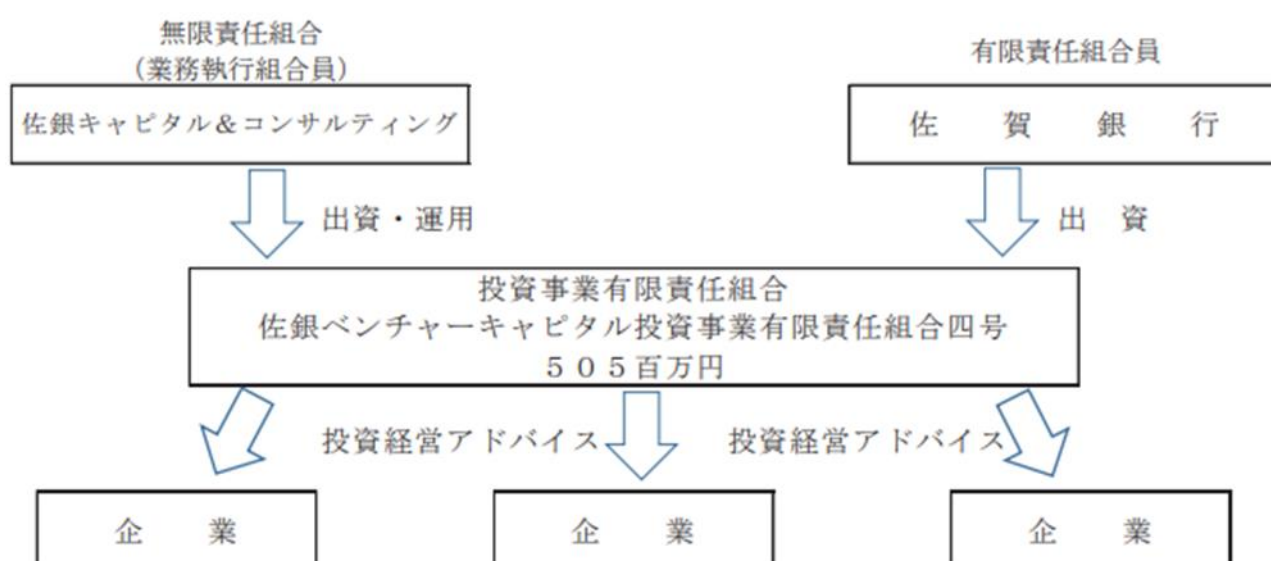 無限責任組合
(業務執行組合員)
有限責任組合員
佐銀キャピタル&コンサルティング
佐賀銀行
出資・運用
出資
投資事業有限責任組合
佐銀ベンチャーキャピタル投資事業有限責任組合四号
505百万円
投資経営アドバイス
投資経営アドバイス
企業
企業
企業